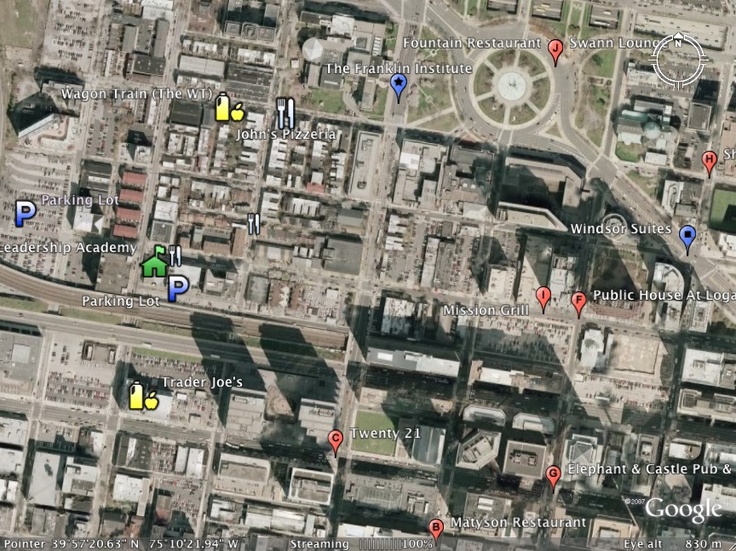 Fountain Restaurant
J
Swann Lounge
N
The Franklin Institute
Wagon Train (The WT)
John's Pizzeria
H
Sh
Parking Lot
P
Windsor Suites
Leadership Academy
P
Parking Lot
I
F
Public House At Loga
Mission Grill
Trader Joe's
C
Twenty 21
G
Elephant & Castle Pub &
B
Matyson Restaurant
©2007 Google
Pointer 39°57'20.63" N 75°10'21.94" W Streaming 100% Eye alt 830 m